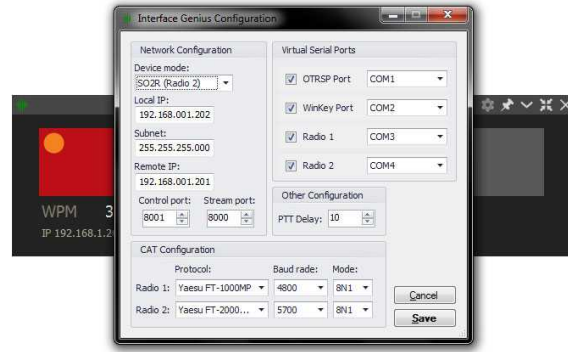 Interface Genius Configuration
Network Configuration
Device mode:
SO2R (Radio 2)
Local IP:
192.168.001.202
Subnet:
255.255.255.000
Remote IP:
192.168.001.201
Control port: Stream port:
8001 8000
Virtual Serial Ports
OTRSP Port COM1
WinKey Port COM2
Radio 1 COM3
Radio 2 COM4
Other Configuration
PTT Delay: 10
CAT Configuration
Protocol: Baud rade: Mode:
Radio 1: Yaesu FT-1000MP 4800 8N1
Radio 2: Yaesu FT-2000... 5700 8N1
Cancel
Save
WPM 3
IP 192.168.1.2